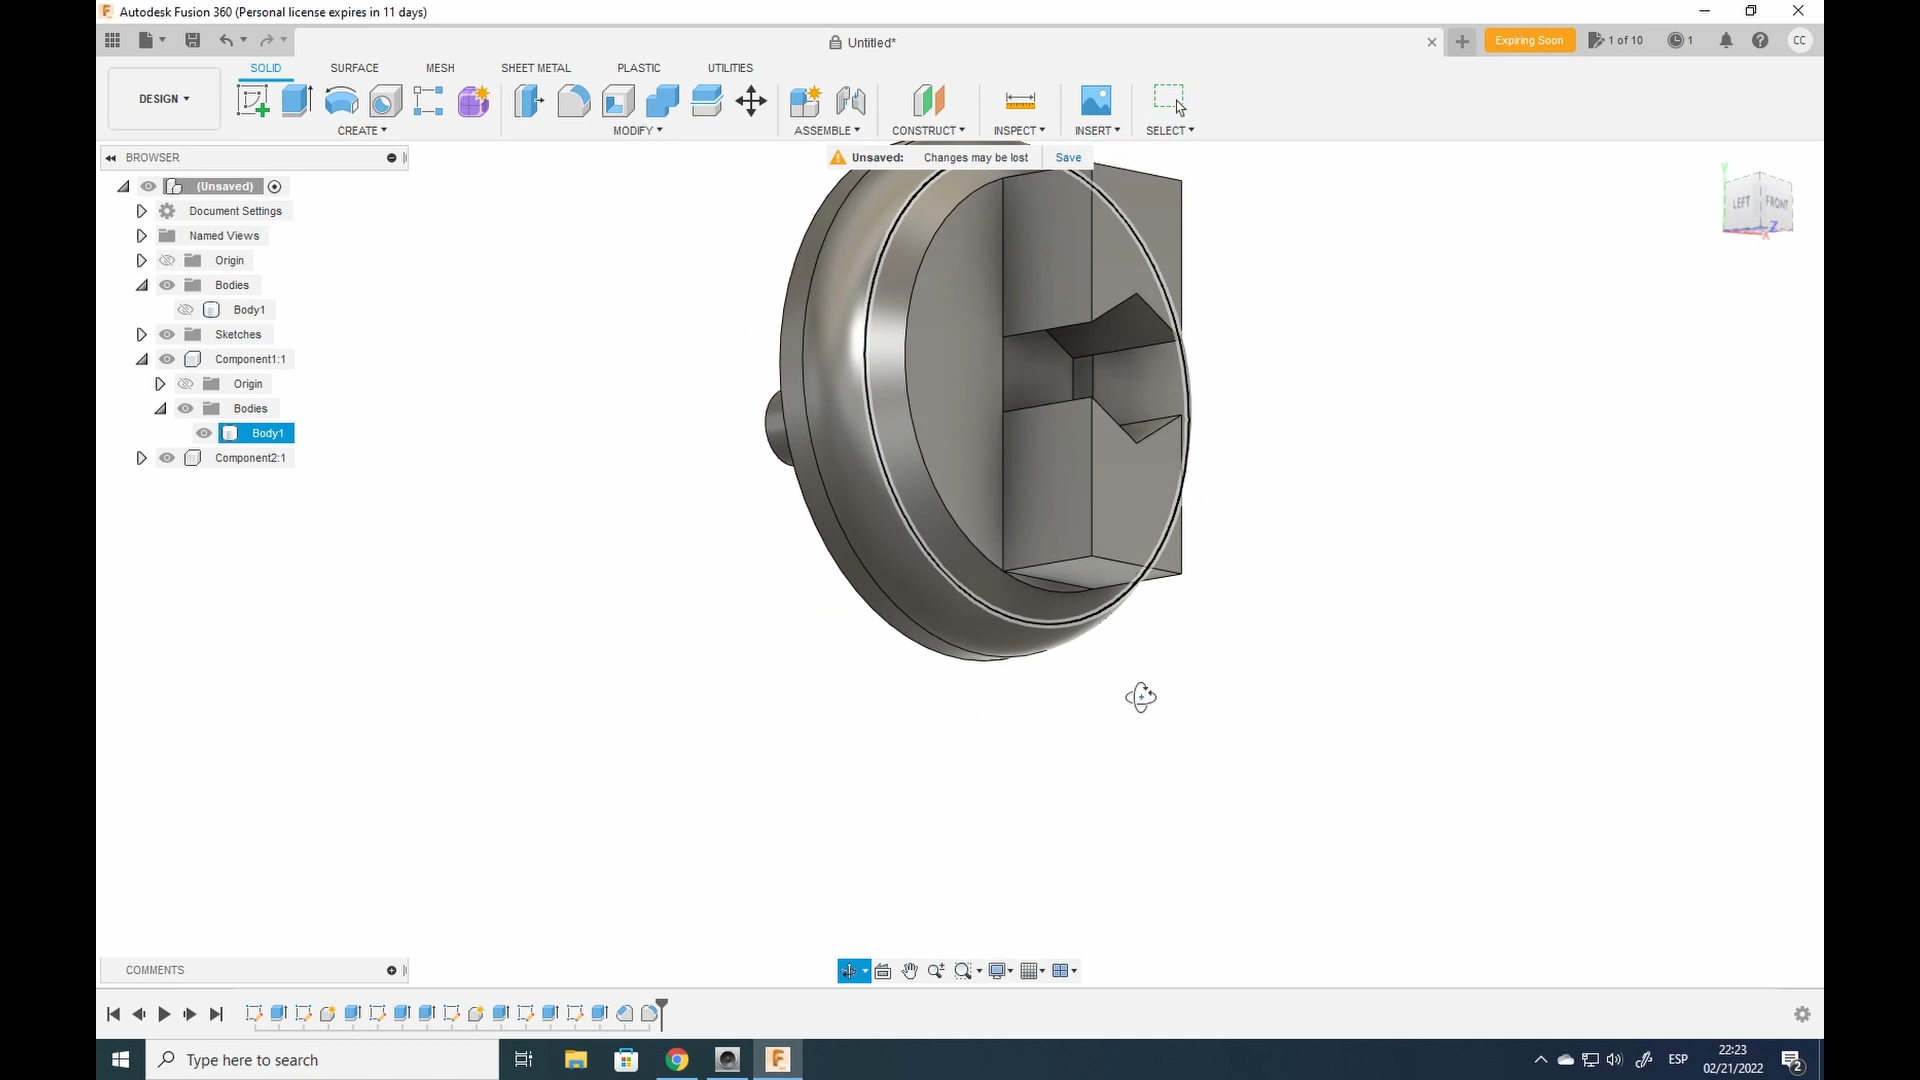 Autodesk Fusion 360 (Personal license expires in 11 days)
Untitled*
Expiring Soon
1 of 10
1
CC
DESIGN
SOLID
SURFACE
MESH
SHEET METAL
PLASTIC
UTILITIES
CREATE
MODIFY
ASSEMBLE
CONSTRUCT
INSPECT
INSERT
SELECT
BROWSER
Unsaved: Changes may be lost Save
(Unsaved)
Document Settings
Named Views
Origin
Bodies
Body1
Sketches
Component1:1
Origin
Bodies
Body1
Component2:1
Y
LEFT
FRONT
Z
X
COMMENTS
Type here to search
ESP
22:23
02/21/2022
2